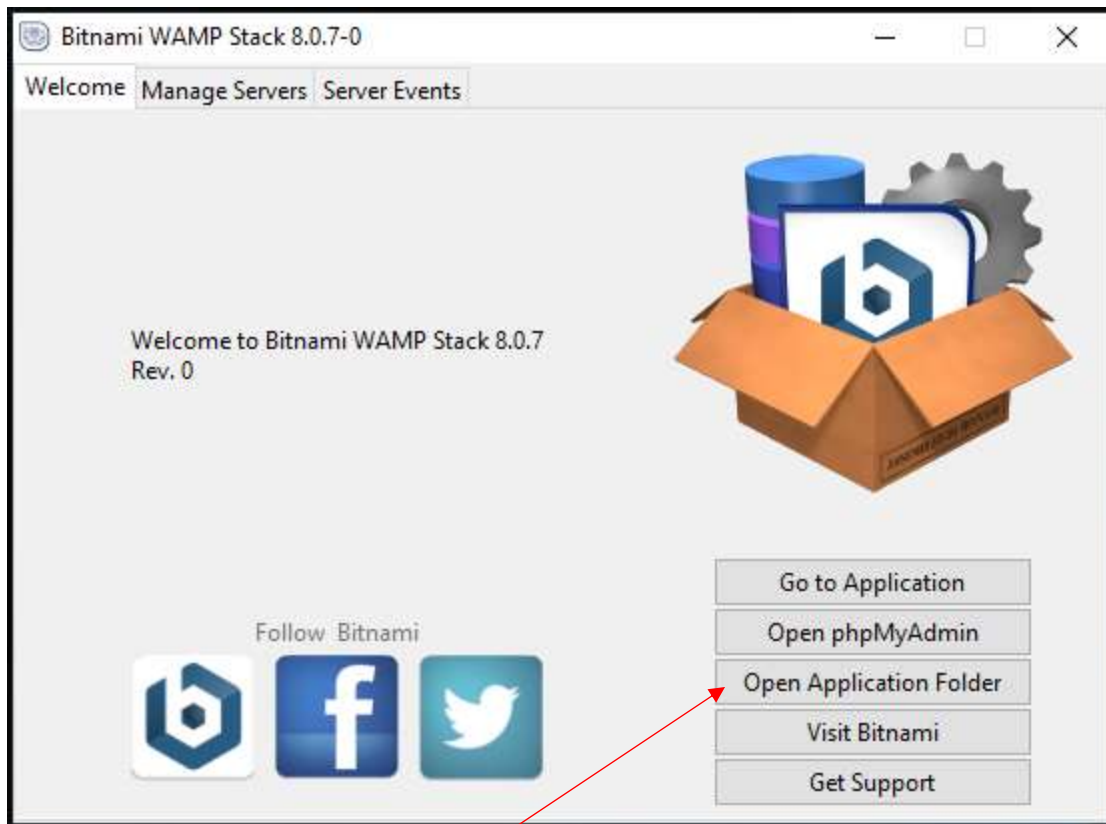 Bitnami WAMP Stack 8.0.7-0
Welcome Manage Servers Server Events
Welcome to Bitnami WAMP Stack 8.0.7
Rev. 0
Go to Application
Open phpMyAdmin
Open Application Folder
Visit Bitnami
Get Support
Follow Bitnami